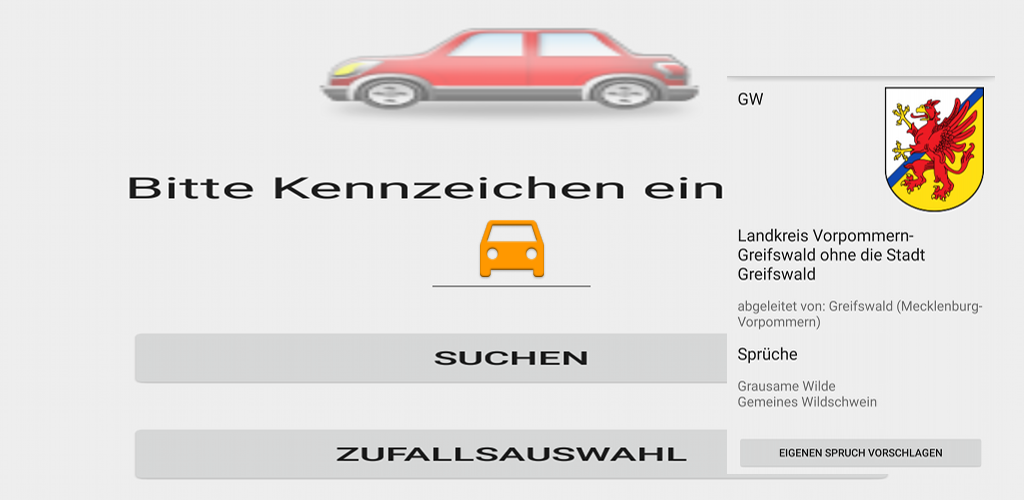 Bitte Kennzeichen ein
SUCHEN
ZUFALLSAUSWAHL
GW
Landkreis Vorpommern-
Greifswald ohne die Stadt
Greifswald
abgeleitet von: Greifswald (Mecklenburg-
Vorpommern)
Sprüche
Grausame Wilde
Gemeines Wildschwein
EIGENEN SPRUCH VORSCHLAGEN